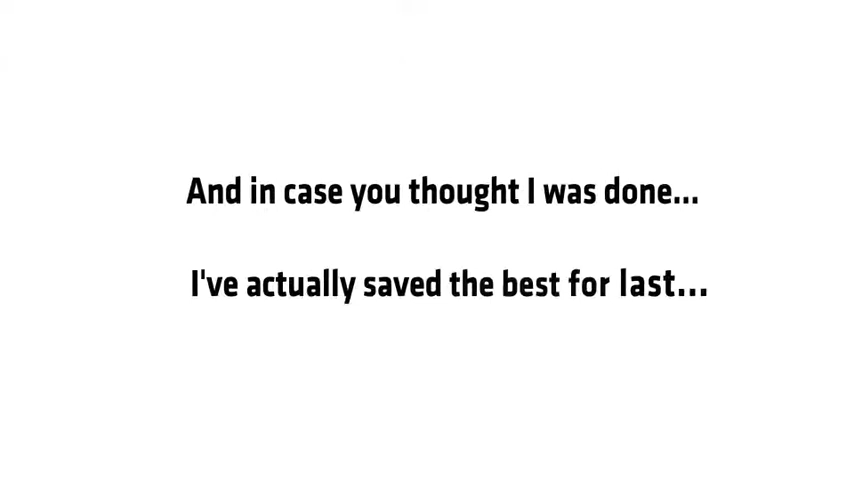 And in case you thought I was done...
I've actually saved the best for last...